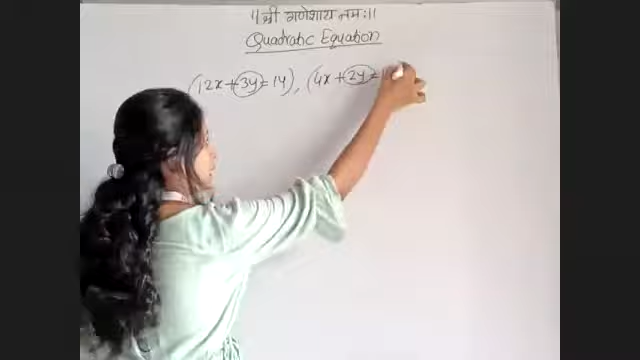 ॥ श्री गणेशाय नमः ॥
Quadratic Equation
(12x+3y=14), (4x+2y=